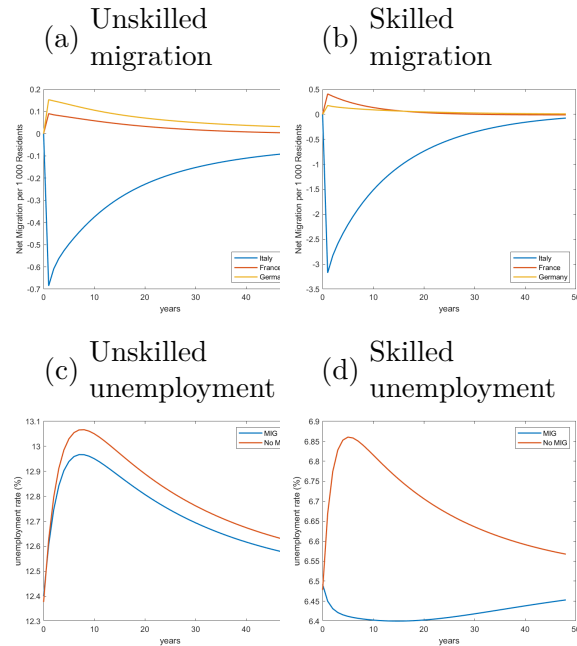 (a) Unskilled
migration
(b) Skilled
migration
0.2
0.1
0
-0.1
-0.2
-0.3
-0.4
-0.5
-0.6
-0.7
Net Migration per 1 000 Residents
0 10 20 30 40
years
Italy
France
Germany
0.5
0
-0.5
-1
-1.5
-2
-2.5
-3
-3.5
Net Migration per 1 000 Residents
0 10 20 30 40 50
years
Italy
France
Germany
(c) Unskilled
unemployment
(d) Skilled
unemployment
13.1
13
12.9
12.8
12.7
12.6
12.5
12.4
12.3
unemployment rate (%)
0 10 20 30 40
years
MIG
No MI
6.9
6.85
6.8
6.75
6.7
6.65
6.6
6.55
6.5
6.45
6.4
unemployment rate (%)
0 10 20 30 40 50
years
MIG
No MIG